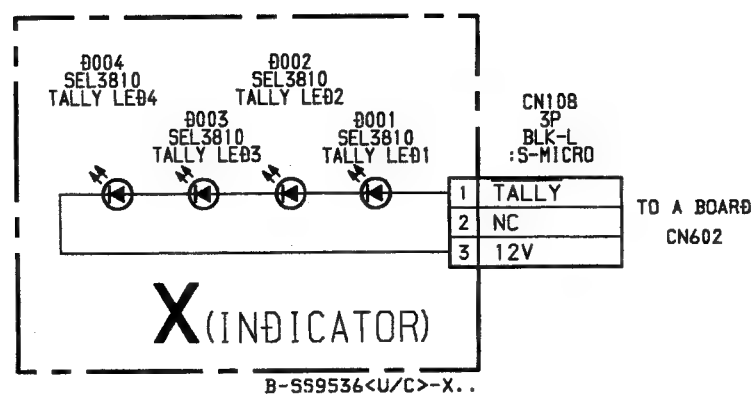 D004
SEL3810
TALLY LED4
D002
SEL3810
TALLY LED2
D003
SEL3810
TALLY LED3
D001
SEL3810
TALLY LED1
CN108
3P
BLK-L
:S-MICRO
1 TALLY
2 NC
3 12V
TO A BOARD
CN602
X(INDICATOR)
B-SS9536<U/C>-X..